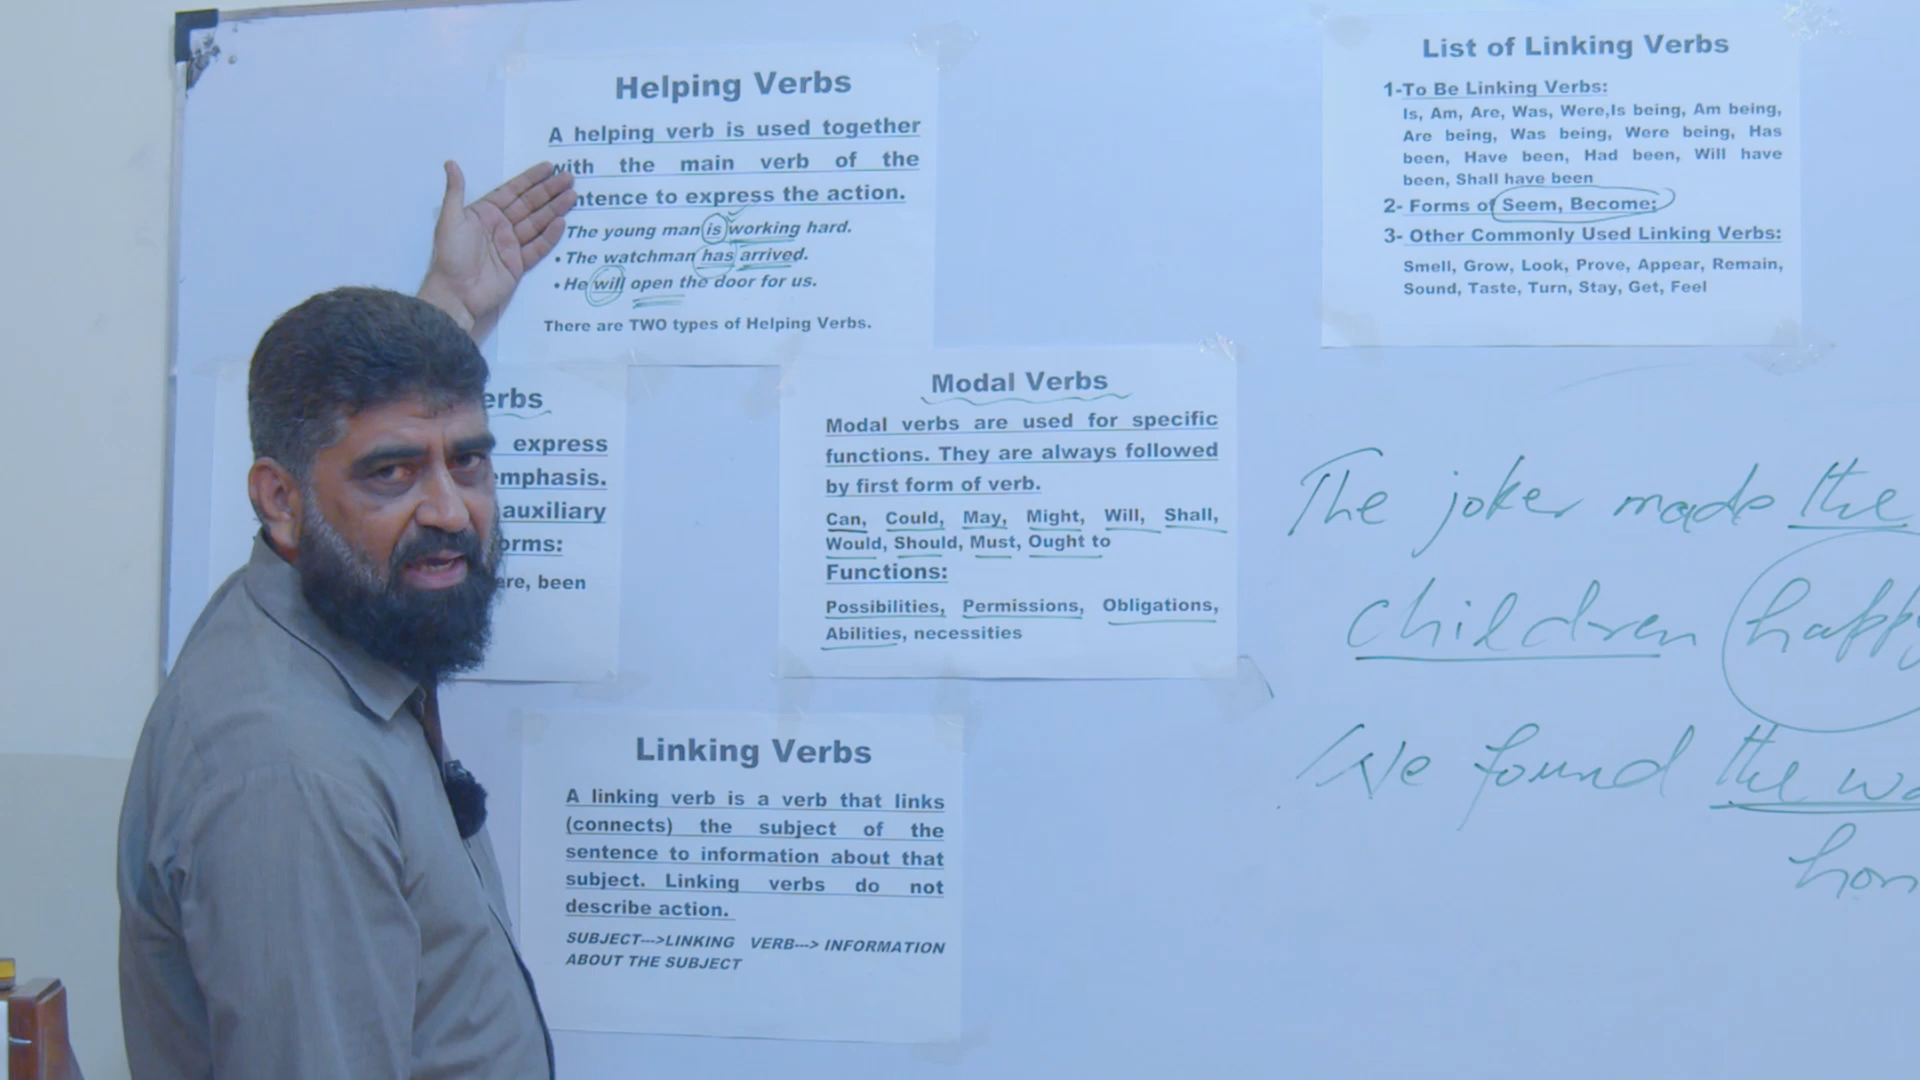 Helping Verbs
A helping verb is used together
with the main verb of the
ntence to express the action.
The young man is working hard.
• The watchman has arrived.
• He will open the door for us.
There are TWO types of Helping Verbs.
erbs
express
mphasis.
auxiliary
orms:
ere, been
Modal Verbs
Modal verbs are used for specific
functions. They are always followed
by first form of verb.
Can, Could, May, Might, Will, Shall,
Would, Should, Must, Ought to
Functions:
Possibilities, Permissions, Obligations,
Abilities, necessities
Linking Verbs
A linking verb is a verb that links
(connects) the subject of the
sentence to information about that
subject. Linking verbs do not
describe action.
SUBJECT--->LINKING VERB---> INFORMATION
ABOUT THE SUBJECT
List of Linking Verbs
1-To Be Linking Verbs:
Is, Am, Are, Was, Were,Is being, Am being,
Are being, Was being, Were being, Has
been, Have been, Had been, Will have
been, Shall have been
2- Forms of Seem, Become:
3- Other Commonly Used Linking Verbs:
Smell, Grow, Look, Prove, Appear, Remain,
Sound, Taste, Turn, Stay, Get, Feel
The joker made the
children happy
We found the wa
hon